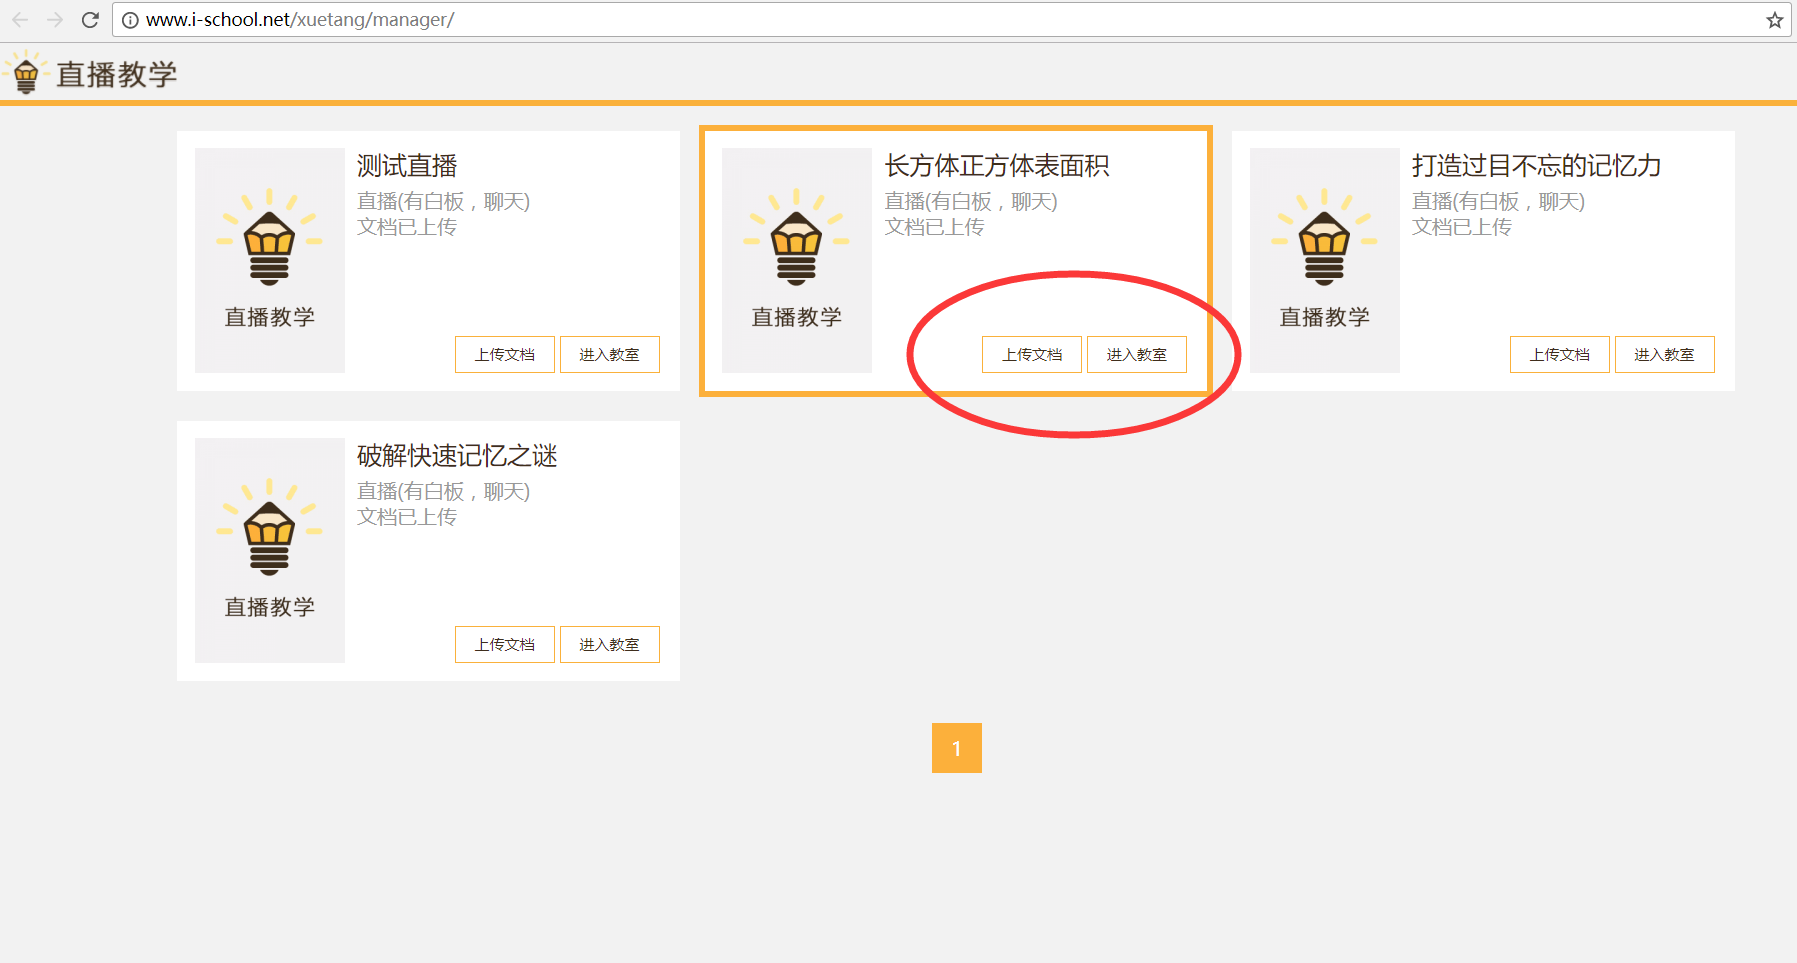 www.i-school.net/xuetang/manager/
直播教学
测试直播
直播(有白板，聊天)
文档已上传
直播教学
上传文档
进入教室
长方体正方体表面积
直播(有白板，聊天)
文档已上传
直播教学
上传文档
进入教室
打造过目不忘的记忆力
直播(有白板，聊天)
文档已上传
直播教学
上传文档
进入教室
破解快速记忆之谜
直播(有白板，聊天)
文档已上传
直播教学
上传文档
进入教室
1